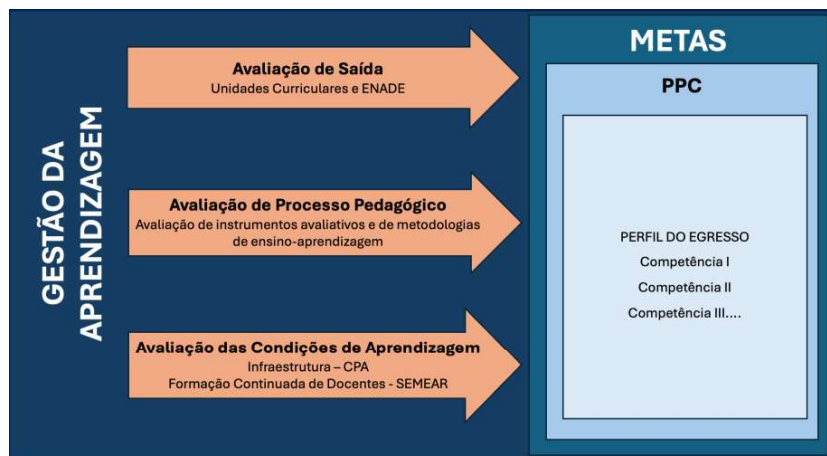 GESTÃO DA
APRENDIZAGEM
Avaliação de Saída
Unidades Curriculares e ENADE
Avaliação de Processo Pedagógico
Avaliação de instrumentos avaliativos e de metodologias
de ensino-aprendizagem
Avaliação das Condições de Aprendizagem
Infraestrutura – CPA
Formação Continuada de Docentes - SEMEAR
METAS
PPC
PERFIL DO EGRESSO
Competência I
Competência II
Competência III....